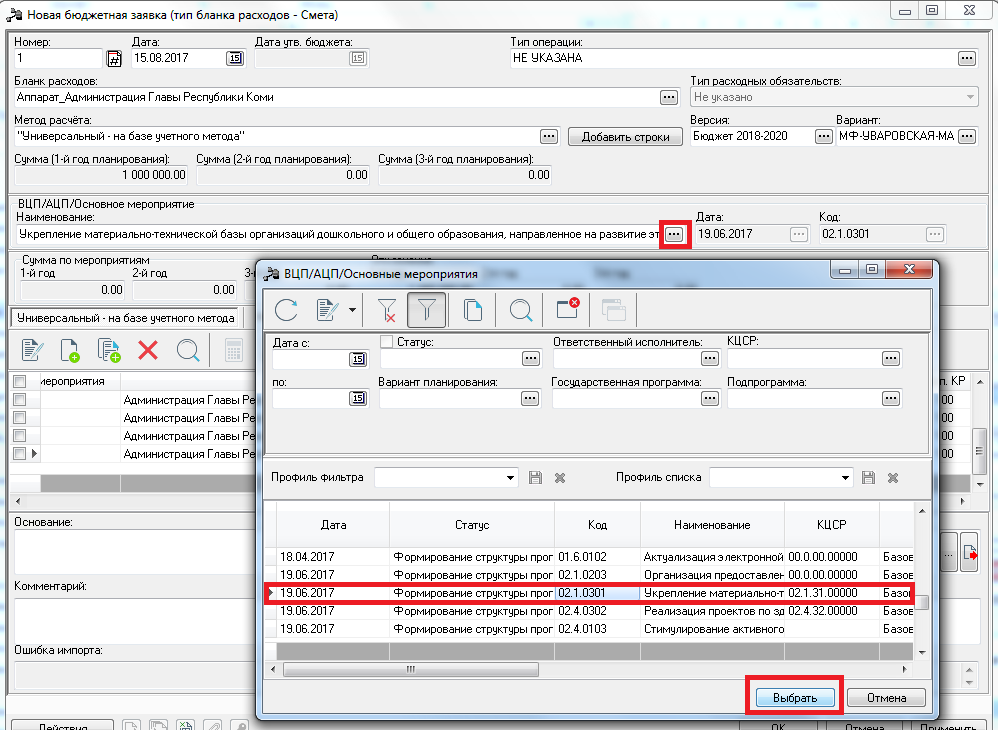 Новая бюджетная заявка (тип бланка расходов - Смета)
Номер: Дата: Дата утв. бюджета: Тип операции:
1 15.08.2017 15 15 НЕ УКАЗАНА
Бланк расходов: Тип расходных обязательств:
Аппарат_Администрация Главы Республики Коми Не указано
Метод расчёта: Версия: Вариант:
"Универсальный - на базе учетного метода" Добавить строки Бюджет 2018-2020 МФ-УВАРОВСКАЯ-МА
Сумма (1-й год планирования): Сумма (2-й год планирования): Сумма (3-й год планирования):
1 000 000.00 0.00 0.00
ВЦП/АЦП/Основное мероприятие
Наименование: Дата: Код:
Укрепление материально-технической базы организаций дошкольного и общего образования, направленное на развитие эт 19.06.2017 02.1.0301
Сумма по мероприятиям
1-й год 2-й год 3-
0.00 0.00
ВЦП/АЦП/Основные мероприятия
Универсальный - на базе учетного метода
Дата с: Статус: Ответственный исполнитель: КЦСР:
15
по: Вариант планирования: Государственная программа: Подпрограмма:
15
мероприятия п. КР
Администрация Главы Ре 00
Администрация Главы Ре 00
Администрация Главы Ре 00
Администрация Главы Ре 00
Профиль фильтра Профиль списка
Дата Статус Код Наименование КЦСР
18.04.2017 Формирование структуры прог 01.6.0102 Актуализация электронной 00.0.00.00000 Базов
19.06.2017 Формирование структуры прог 02.1.0203 Организация предоставлен 00.0.00.00000 Базов
19.06.2017 Формирование структуры прог 02.1.0301 Укрепление материально-т 02.1.31.00000 Базов
19.06.2017 Формирование структуры прог 02.4.0302 Реализация проектов по зд 02.4.32.00000 Базов
19.06.2017 Формирование структуры прог 02.4.0103 Стимулирование активного Базов
Выбрать Отмена
Основание:
Комментарий:
Ошибка импорта:
Действия ОК Отмена Применить